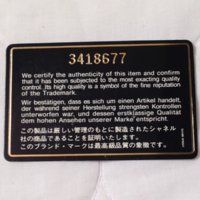 3418677
We certify the authenticity of this item and confirm
that it has been subjected to the most exacting quality
control. Its high quality is a symbol of the fine reputation
of the Trademark.
Wir bestätigen, dass es sich um einen Artikel handelt,
der während seiner Herstellung strengsten Kontrollen
unterworfen war, und dessen erstklassige Qualität
dem hohen Ansehen unserer Marke entspricht.
この製品は厳しい管理のもとに製造されたシャネル
社の商品であることを証明いたします。
このブランド・マークは最高級品質の象徴です。